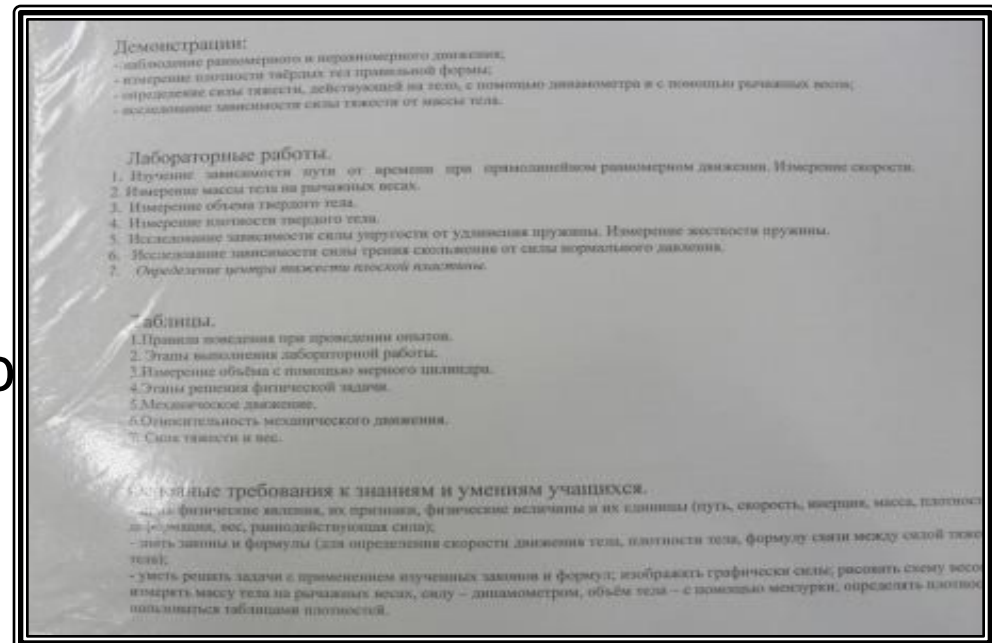 Демонстрации:
- наблюдение равномерного и неравномерного движения;
- измерение плотности твёрдых тел правильной формы;
- определение силы тяжести, действующей на тело, с помощью динамометра и с помощью рычажных весов;
- исследование зависимости силы тяжести от массы тела.
Лабораторные работы.
1. Изучение зависимости пути от времени при прямолинейном равномерном движении. Измерение скорости.
2. Измерение массы тела на рычажных весах.
3. Измерение объема твердого тела.
4. Измерение плотности твердого тела.
5. Исследование зависимости силы упругости от удлинения пружины. Измерение жесткости пружины.
6. Исследование зависимости силы трения скольжения от силы нормального давления.
7. Определение центра тяжести плоской пластины.
Таблицы.
1.Правила поведения при проведении опытов.
2. Этапы выполнения лабораторной работы.
3.Измерение объёма с помощью мерного цилиндра.
4.Этапы решения физической задачи.
5.Механическое движение.
6.Относительность механического движения.
7. Сила тяжести и вес.
требования к знаниям и умениям учащихся.
физические явления, их признаки, физические величины и их единицы (путь, скорость, инерция, масса, плотност
деформация, вес, равнодействующая сила);
- знать законы и формулы (для определения скорости движения тела, плотности тела, формулу связи между силой тяже
тела);
- уметь решать задачи с применением изученных законов и формул; изображать графически силы; рисовать схему весо
измерять массу тела на рычажных весах, силу – динамометром, объём тела – с помощью мензурки; определять плотнос
пользоваться таблицами плотностей.